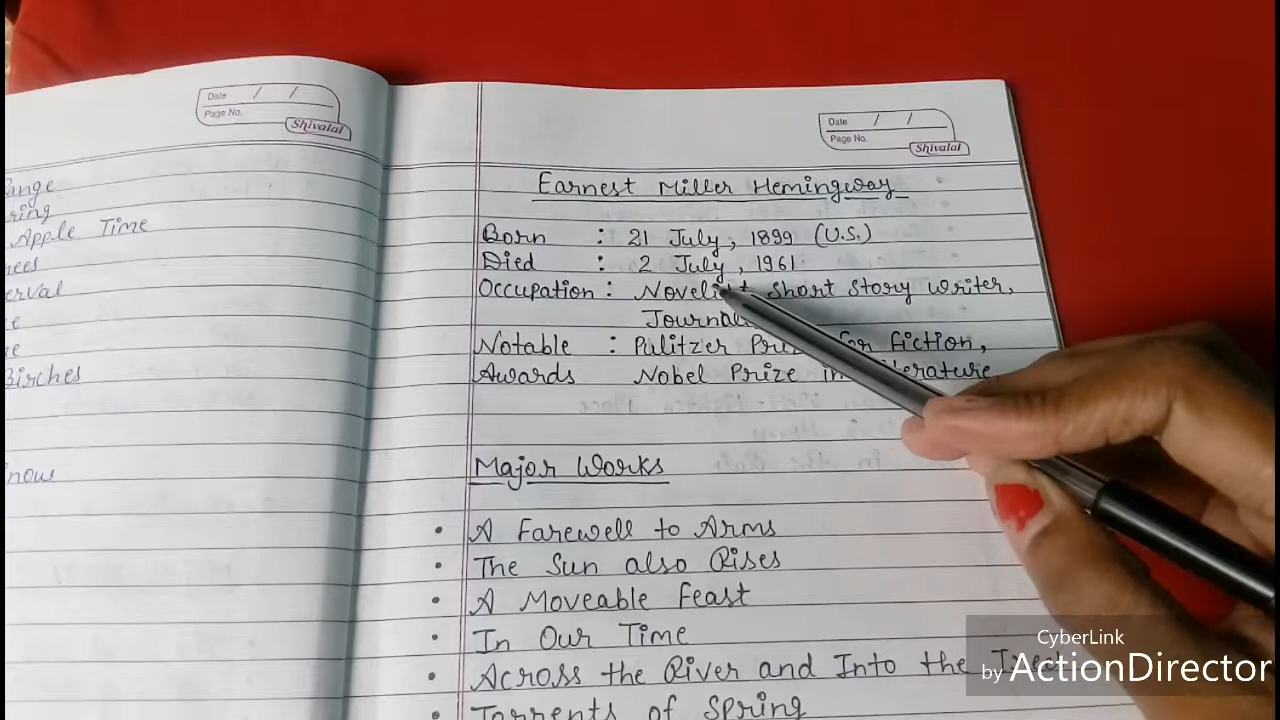 Date / /
Page No.
Shivalal
ring
Apple Time
erval
Birches
Date / /
Page No.
Shivalal
Earnest Miller Hemingway
Born : 21 July, 1899 (U.S.)
Died : 2 July, 1961
Occupation : Novelist short story writer,
Notable : Pulitzer for fiction,
Awards Nobel Prize in
Major Works
• A Farewell to Arms
• The Sun also Rises
• A Moveable Feast
• In Our Time
• Across the River and Into the
• Torrents of Spring
CyberLink
by ActionDirector